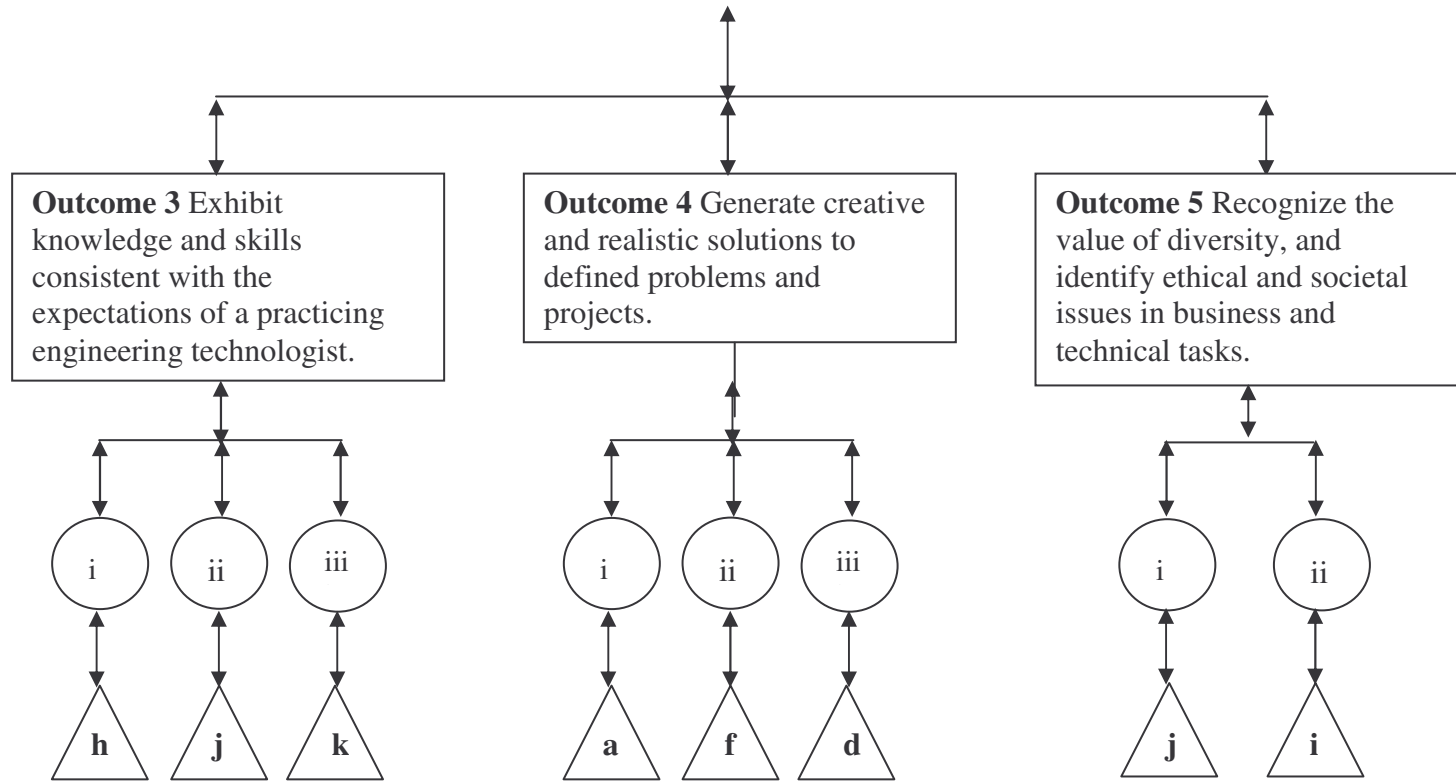 Outcome 3 Exhibit
knowledge and skills
consistent with the
expectations of a practicing
engineering technologist.
Outcome 4 Generate creative
and realistic solutions to
defined problems and
projects.
Outcome 5 Recognize the
value of diversity, and
identify ethical and societal
issues in business and
technical tasks.
i
ii
iii
i
ii
iii
i
ii
h
j
k
a
f
d
j
i